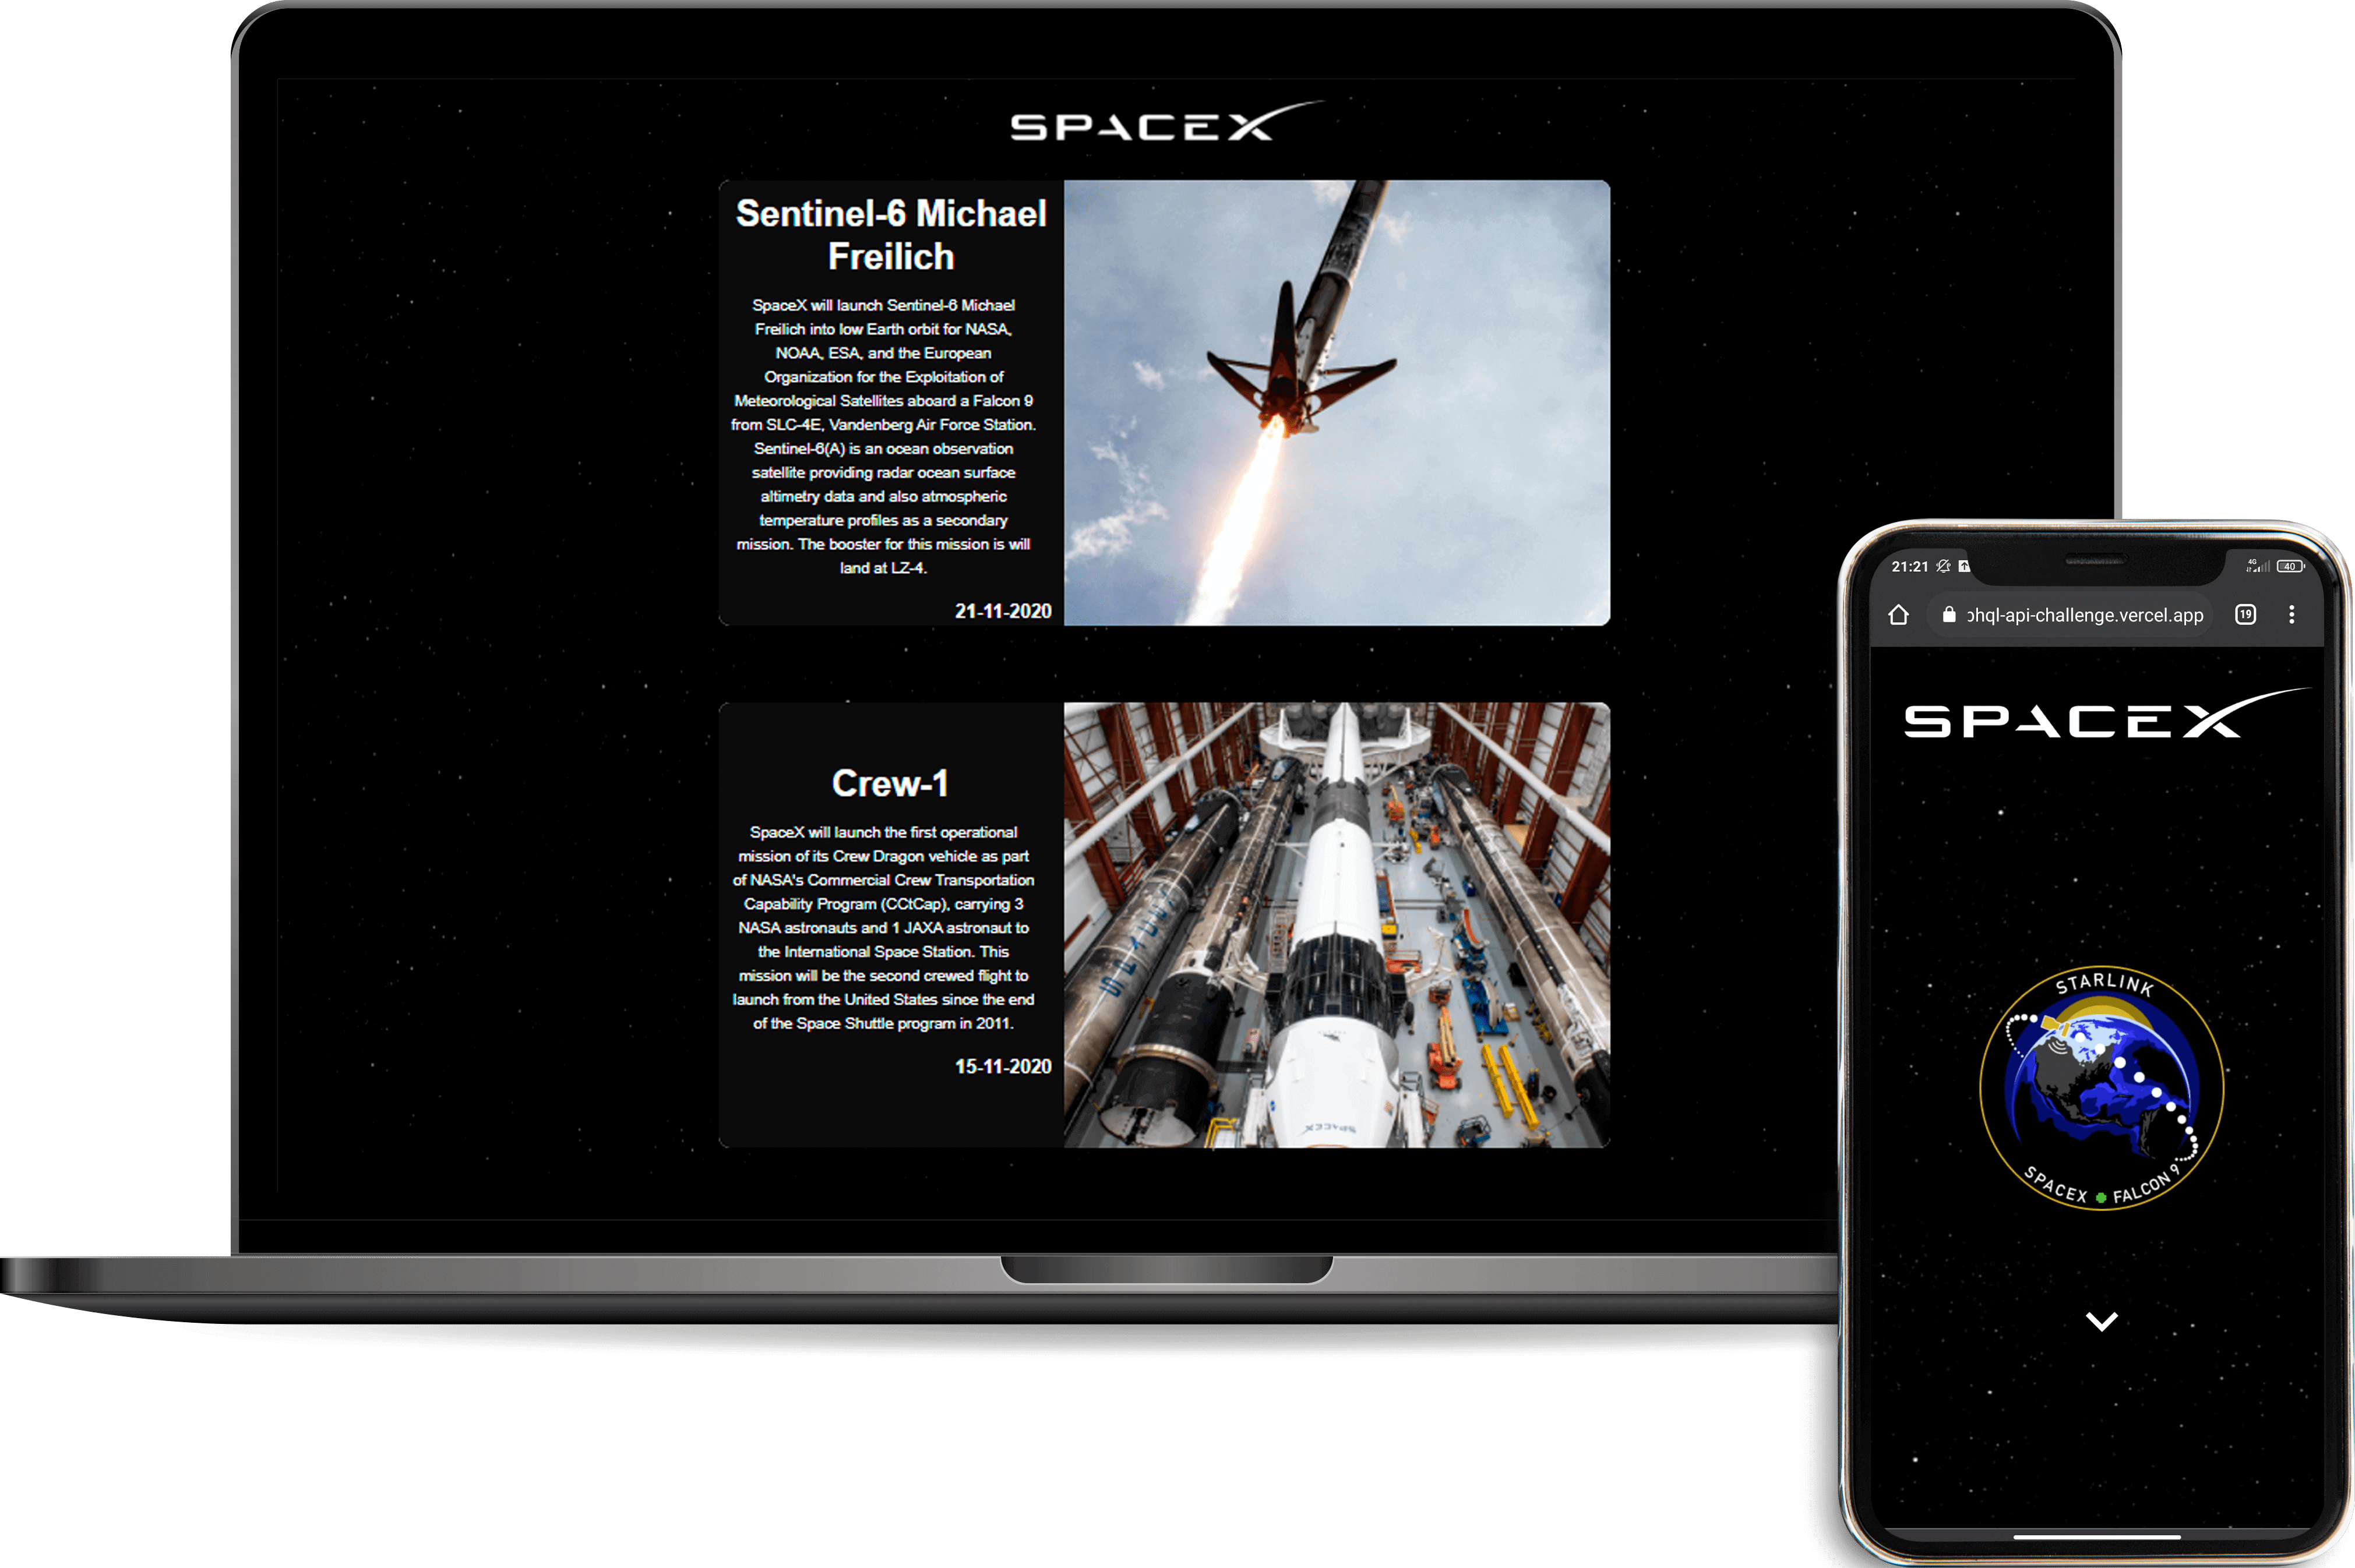 SPACEX
Sentinel-6 Michael
Freilich
SpaceX will launch Sentinel-6 Michael
Freilich into low Earth orbit for NASA,
NOAA, ESA, and the European
Organization for the Exploitation of
Meteorological Satellites aboard a Falcon 9
from SLC-4E, Vandenberg Air Force Station.
Sentinel-6(A) is an ocean observation
satellite providing radar ocean surface
altimetry data and also atmospheric
temperature profiles as a secondary
mission. The booster for this mission is will
land at LZ-4.
21-11-2020
Crew-1
SpaceX will launch the first operational
mission of its Crew Dragon vehicle as part
of NASA's Commercial Crew Transportation
Capability Program (CCtCap), carrying 3
NASA astronauts and 1 JAXA astronaut to
the International Space Station. This
mission will be the second crewed flight to
launch from the United States since the end
of the Space Shuttle program in 2011.
15-11-2020
SPACEX
21:21
4G
40
hql-api-challenge.vercel.app
19
SPACEX
STARLINK
SPACEX FALCON 9